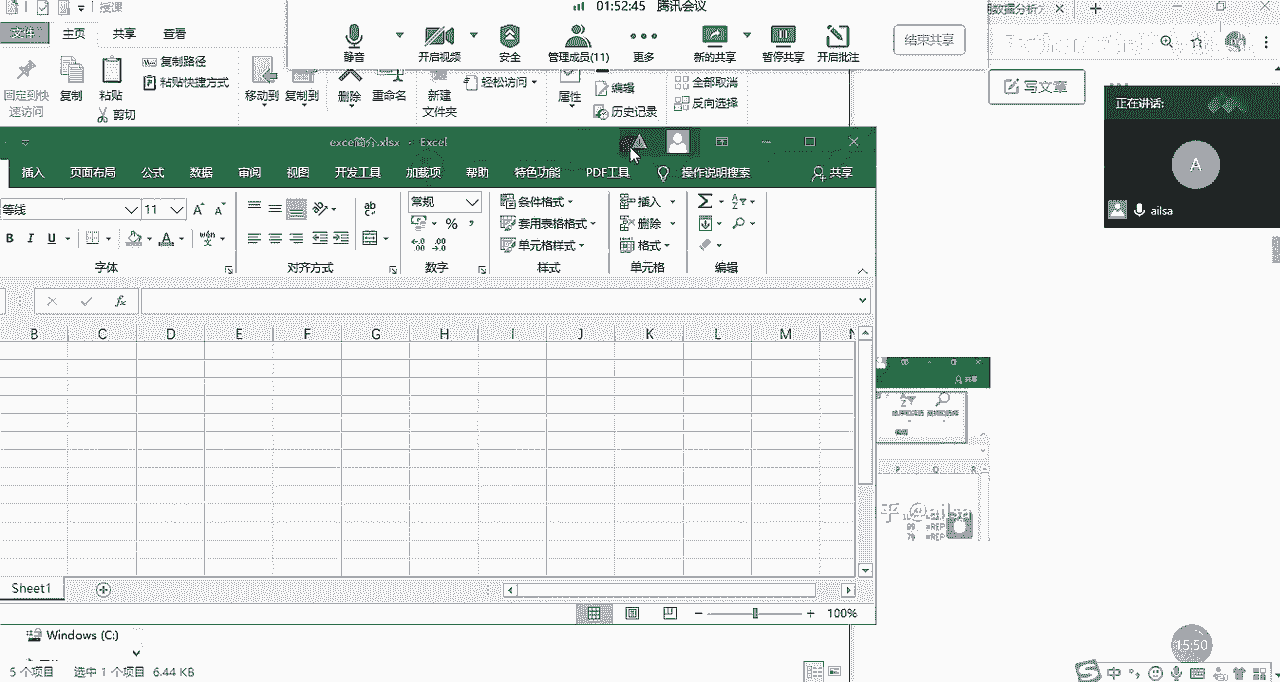 01:52:45 腾讯会议
授课
文件 主页 共享 查看
静音 开启视频 安全 管理成员(11) 更多 新的共享 暂停共享 开启批注 结束共享
用数据分析
固定到快速访问 复制 粘贴 复制路径 粘贴快捷方式 剪切 移动到 复制到 删除 重命名 新建文件夹 轻松访问 属性 编辑 历史记录 全部取消 反向选择
写文章
正在讲话:
A
ailsa
exce简介.xlsx - Excel
插入 页面布局 公式 数据 审阅 视图 开发工具 加载项 帮助 特色功能 PDF工具 操作说明搜索 共享
等线 11 常规 条件格式 插入
B I U 套用表格格式 删除
单元格样式 格式
字体 对齐方式 数字 样式 单元格 编辑
fx
B C D E F G H I J K L M N
共享
P Q R
乎 @ailsa
89 =REP
79 =REP
Sheet1
100%
Windows (C:)
5 个项目 选中 1 个项目 6.44 KB
15:50
中